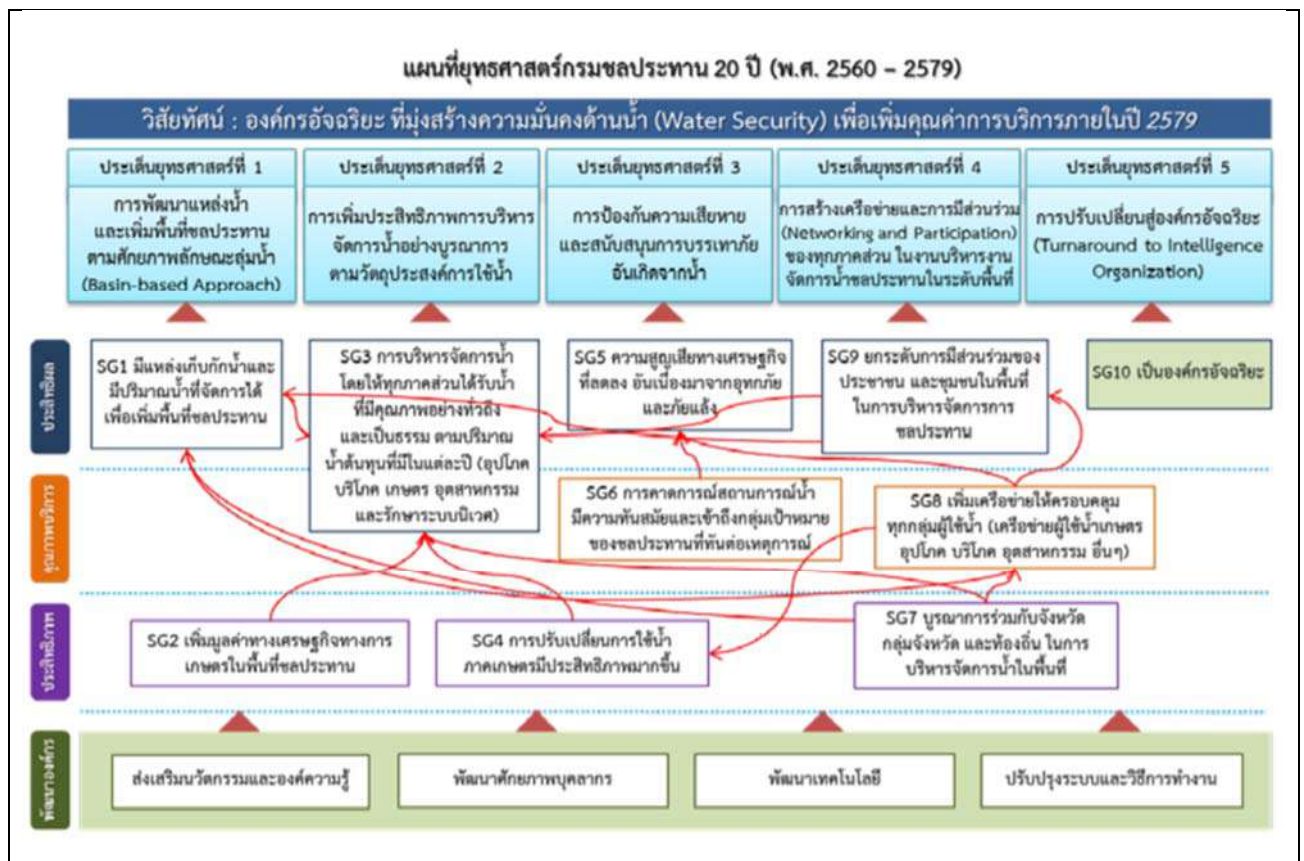 แผนที่ยุทธศาสตร์กรมชลประทาน 20 ปี (พ.ศ. 2560 – 2579)
วิสัยทัศน์ : องค์กรอัจฉริยะ ที่มุ่งสร้างความมั่นคงด้านน้ำ (Water Security) เพื่อเพิ่มคุณค่าการบริการภายในปี 2579
ประเด็นยุทธศาสตร์ที่ 1
การพัฒนาแหล่งน้ำ
และเพิ่มพื้นที่ชลประทาน
ตามศักยภาพลักษณะลุ่มน้ำ
(Basin-based Approach)
ประเด็นยุทธศาสตร์ที่ 2
การเพิ่มประสิทธิภาพการบริหาร
จัดการน้ำอย่างบูรณาการ
ตามวัตถุประสงค์การใช้น้ำ
ประเด็นยุทธศาสตร์ที่ 3
การป้องกันความเสียหาย
และสนับสนุนการบรรเทาภัย
อันเกิดจากน้ำ
ประเด็นยุทธศาสตร์ที่ 4
การสร้างเครือข่ายและการมีส่วนร่วม
(Networking and Participation)
ของทุกภาคส่วน ในงานบริหารงาน
จัดการน้ำชลประทานในระดับพื้นที่
ประเด็นยุทธศาสตร์ที่ 5
การปรับเปลี่ยนสู่องค์กรอัจฉริยะ
(Turnaround to Intelligence
Organization)
ประสิทธิผล
SG1 มีแหล่งเก็บกักน้ำและ
มีปริมาณน้ำที่จัดการได้
เพื่อเพิ่มพื้นที่ชลประทาน
SG3 การบริหารจัดการน้ำ
โดยให้ทุกภาคส่วนได้รับน้ำ
ที่มีคุณภาพอย่างทั่วถึง
และเป็นธรรม ตามปริมาณ
น้ำต้นทุนที่มีในแต่ละปี (อุปโภค
บริโภค เกษตร อุตสาหกรรม
และรักษาระบบนิเวศ)
SG5 ความสูญเสียทางเศรษฐกิจ
ที่ลดลง อันเนื่องมาจากอุทกภัย
และภัยแล้ง
SG9 ยกระดับการมีส่วนร่วมของ
ประชาชน และชุมชนในพื้นที่
ในการบริหารจัดการการ
ชลประทาน
SG10 เป็นองค์กรอัจฉริยะ
คุณภาพบริการ
SG6 การคาดการณ์สถานการณ์น้ำ
มีความทันสมัยและเข้าถึงกลุ่มเป้าหมาย
ของชลประทานที่ทันต่อเหตุการณ์
SG8 เพิ่มเครือข่ายให้ครอบคลุม
ทุกกลุ่มผู้ใช้น้ำ (เครือข่ายผู้ใช้น้ำเกษตร
อุปโภค บริโภค อุตสาหกรรม อื่นๆ)
ประสิทธิภาพ
SG2 เพิ่มมูลค่าทางเศรษฐกิจทางการ
เกษตรในพื้นที่ชลประทาน
SG4 การปรับเปลี่ยนการใช้น้ำ
ภาคเกษตรมีประสิทธิภาพมากขึ้น
SG7 บูรณาการร่วมกับจังหวัด
กลุ่มจังหวัด และท้องถิ่น ในการ
บริหารจัดการน้ำในพื้นที่
พัฒนาองค์กร
ส่งเสริมนวัตกรรมและองค์ความรู้
พัฒนาศักยภาพบุคลากร
พัฒนาเทคโนโลยี
ปรับปรุงระบบและวิธีการทำงาน